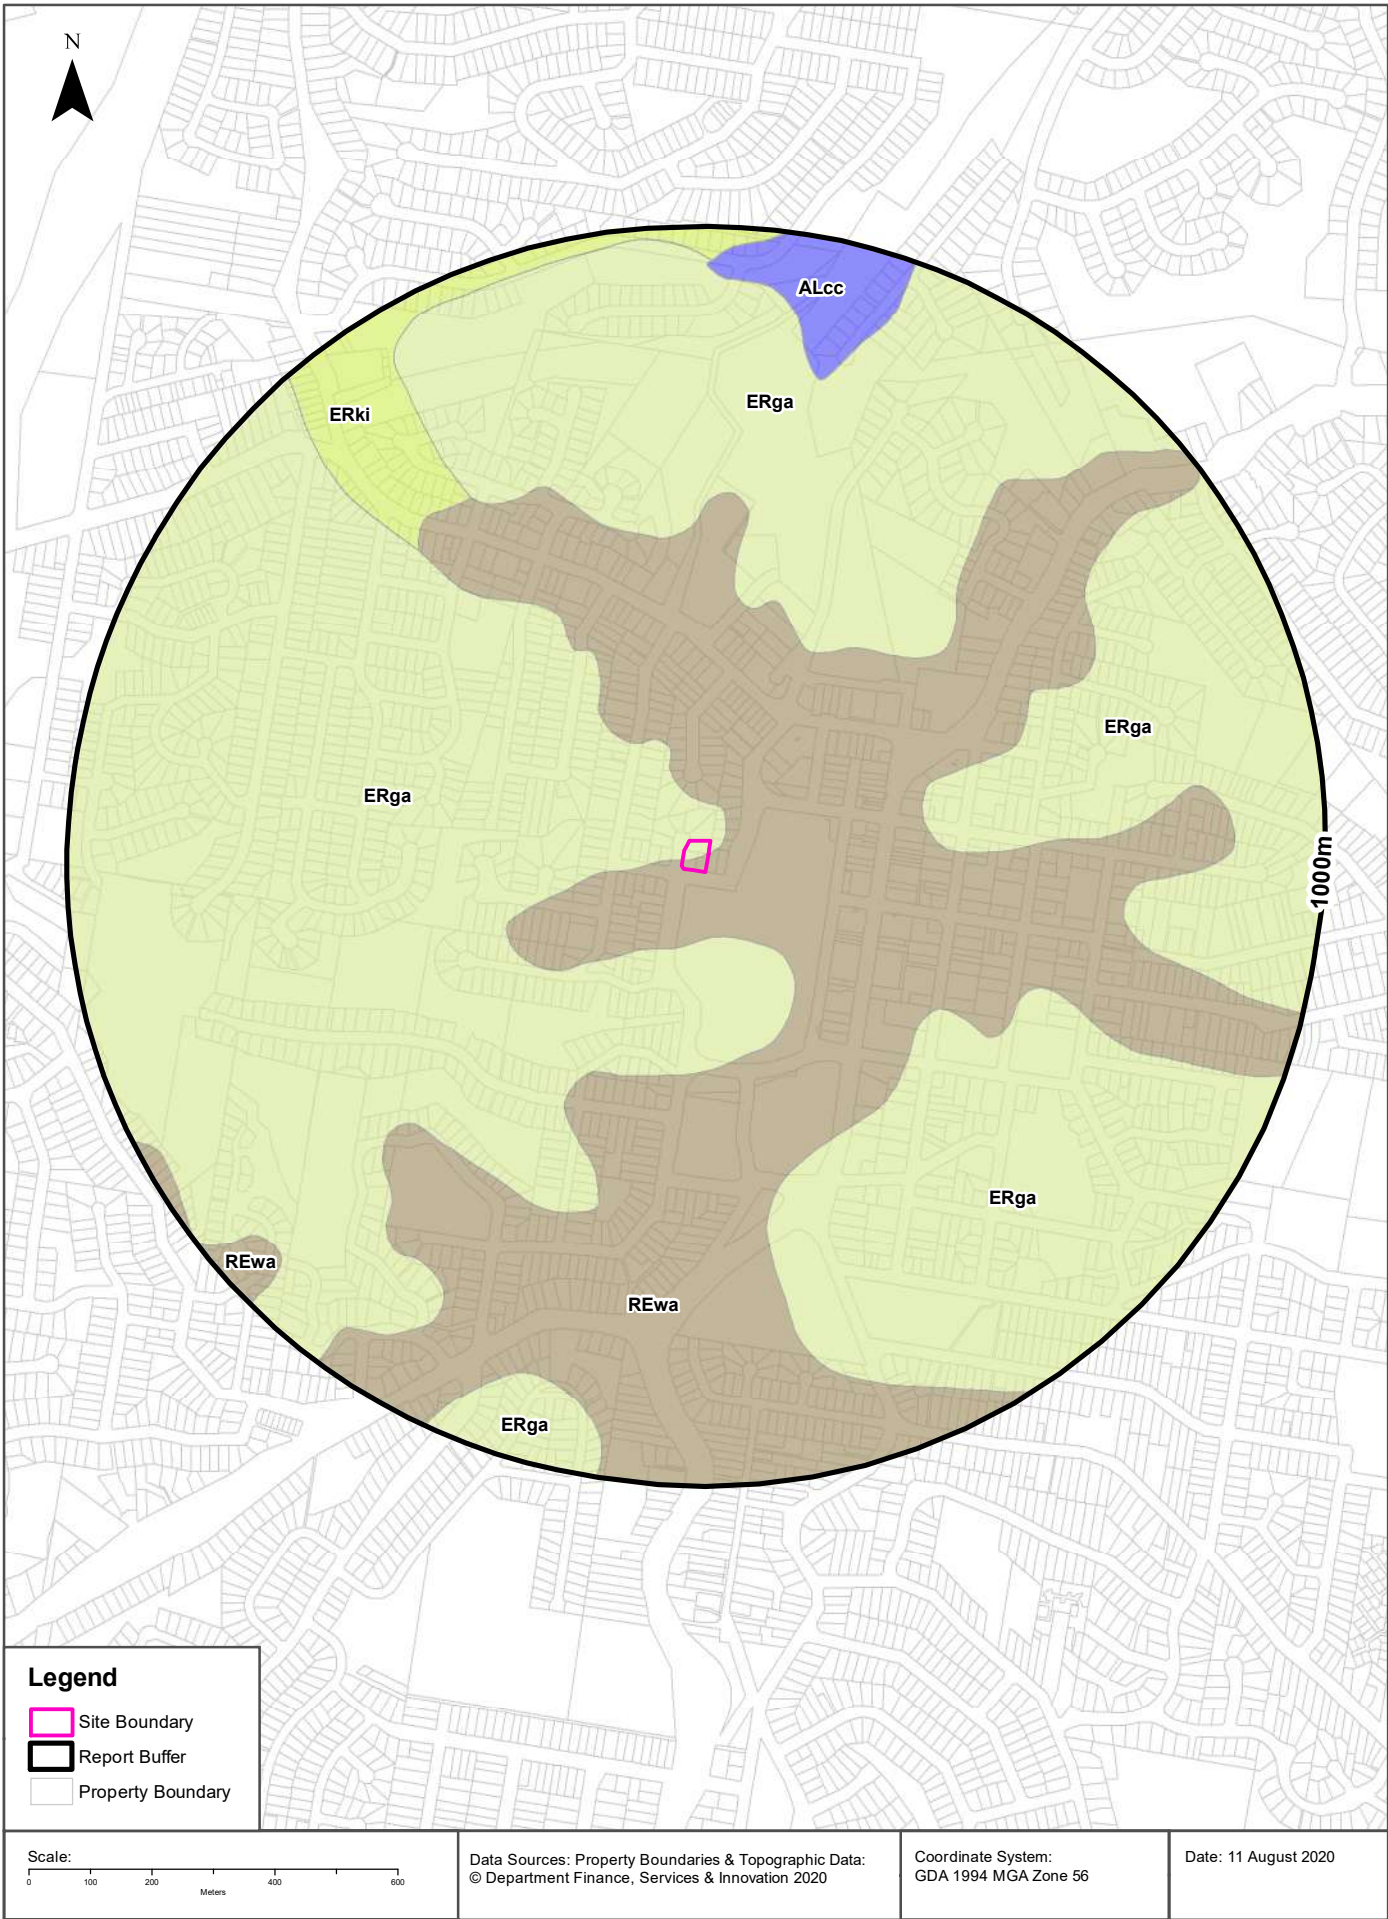 N
ALcc
ERga
ERki
ERga
ERga
1000m
ERga
REwa
REwa
ERga
Legend
Site Boundary
Report Buffer
Property Boundary
Scale:
0 100 200 400 600
Meters
Data Sources: Property Boundaries & Topographic Data:
© Department Finance, Services & Innovation 2020
Coordinate System:
GDA 1994 MGA Zone 56
Date: 11 August 2020